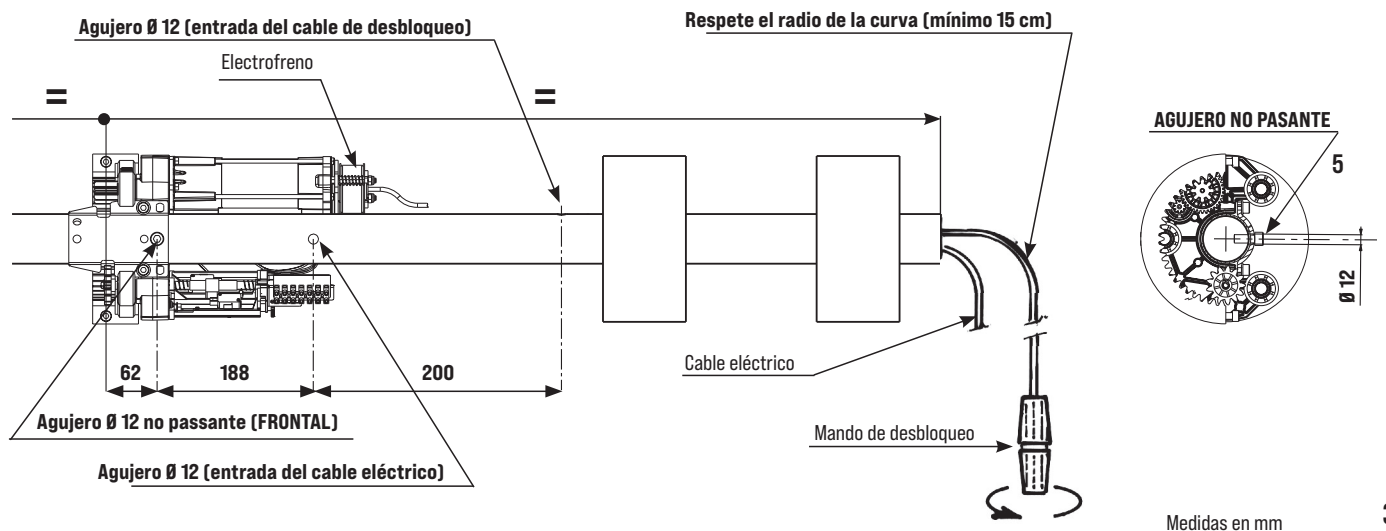 Agujero Ø 12 (entrada del cable de desbloqueo)
Respete el radio de la curva (mínimo 15 cm)
Electrofreno
=
=
AGUJERO NO PASANTE
5
Ø 12
62
188
200
Cable eléctrico
Agujero Ø 12 no passante (FRONTAL)
Mando de desbloqueo
Agujero Ø 12 (entrada del cable eléctrico)
Medidas en mm